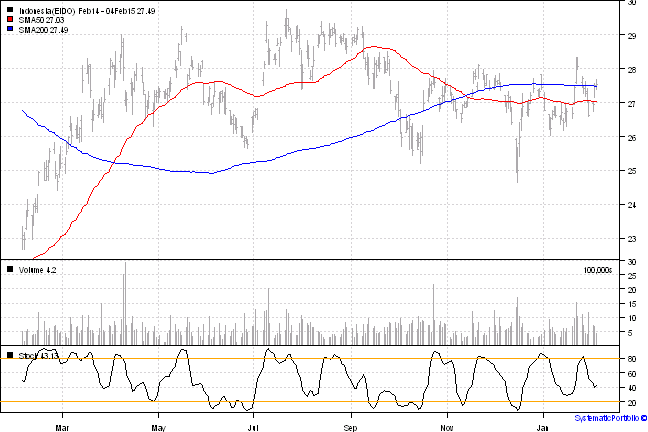 Indonesia(EIDO) Feb14 - 04Feb15 27.49
SMA50 27.03
SMA200 27.49
30
29
28
27
26
25
24
23
Volume 4.2
100,000s
30
25
20
15
10
5
Stoch 43.13
80
60
40
20
Mar May Jul Sep Nov Jan
SystematicPortfolio ©